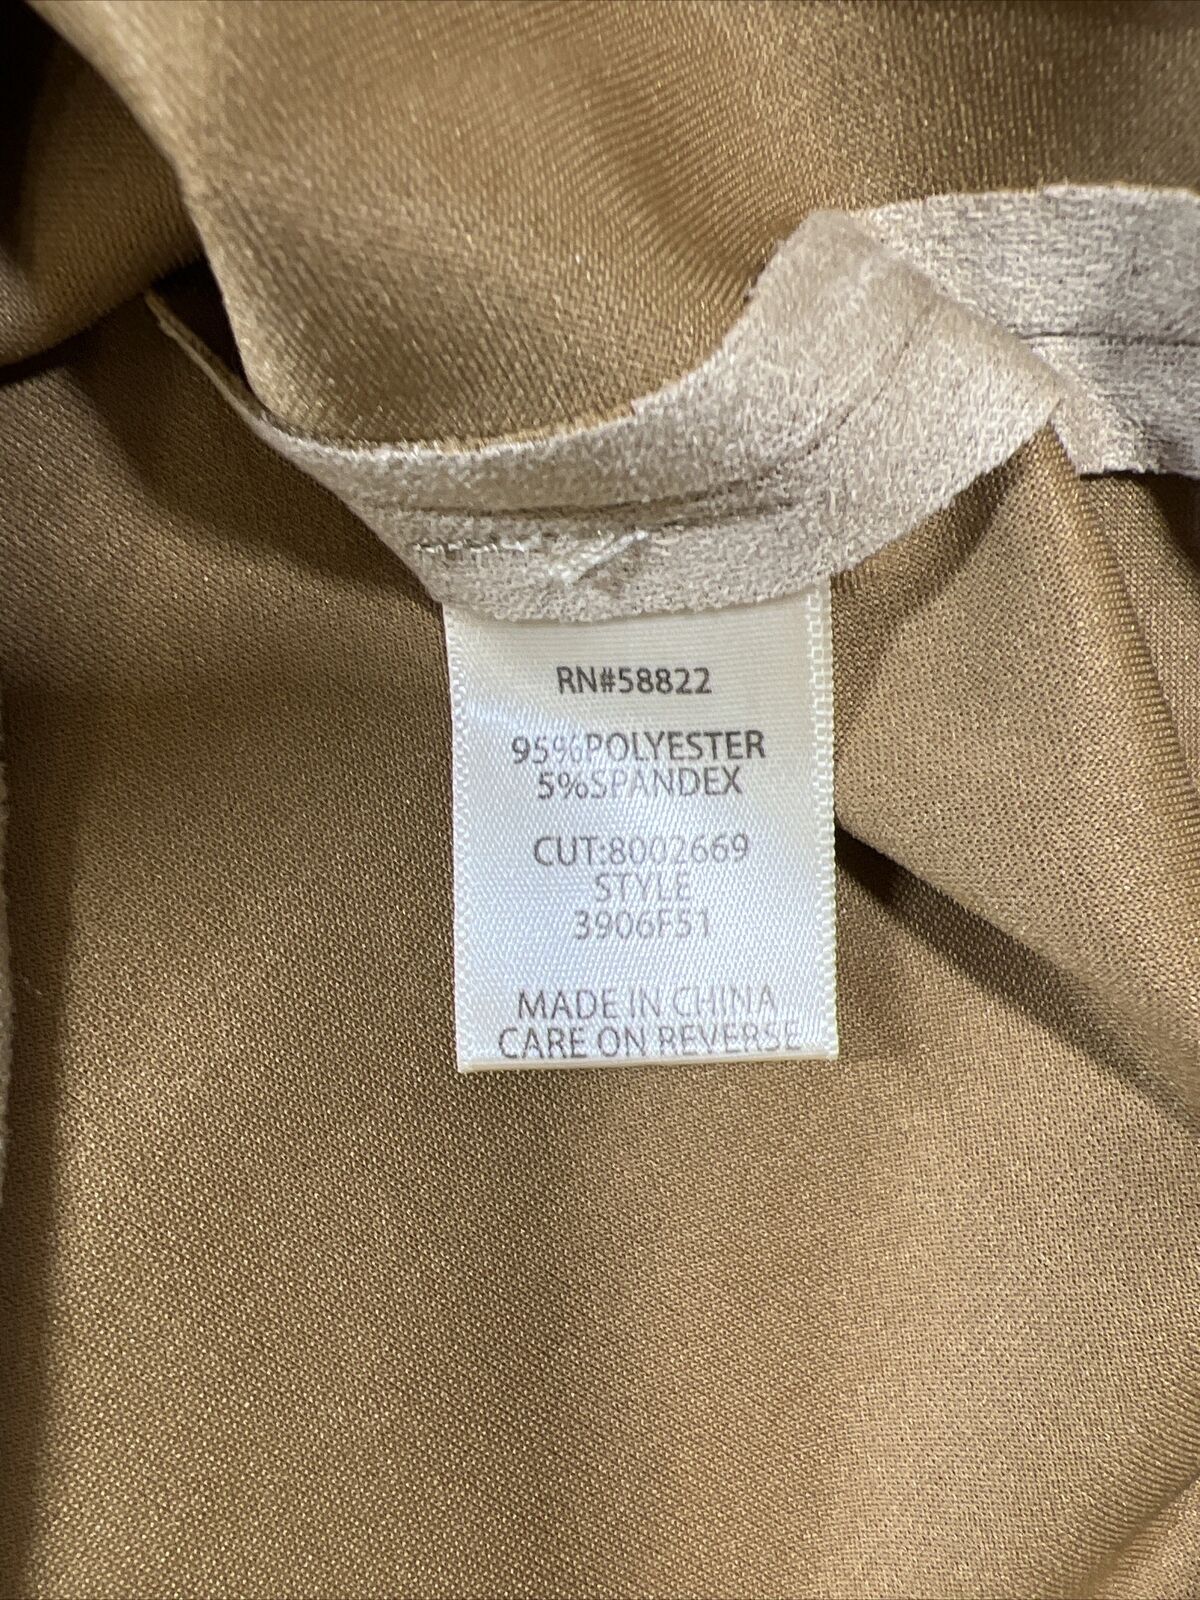 RN#58822
95%POLYESTER
5%SPANDEX
CUT:8002669
STYLE
3906F51
MADE IN CHINA
CARE ON REVERSE